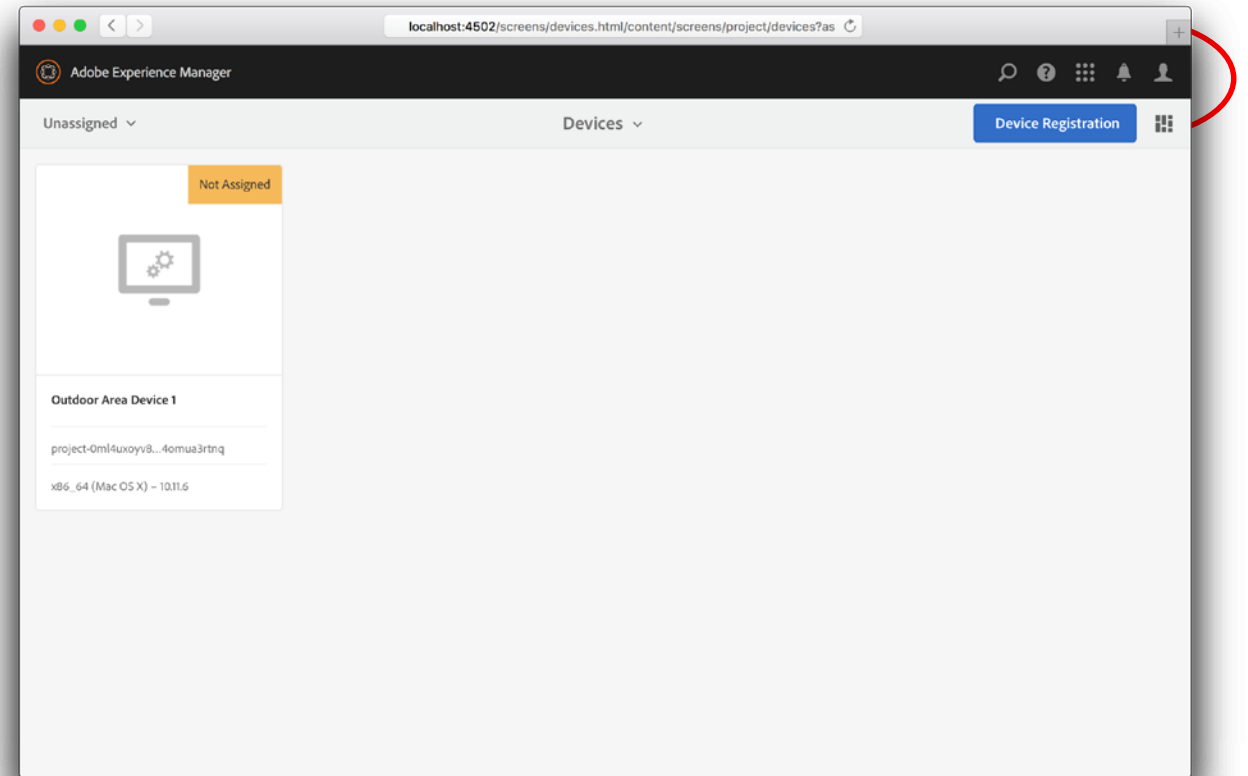 localhost:4502/screens/devices.html/content/screens/project/devices?as
Adobe Experience Manager
Unassigned
Devices
Device Registration
Not Assigned
Outdoor Area Device 1
project-0ml4uxoyv8...4omua3rtnq
x86_64 (Mac OS X) – 10.11.6